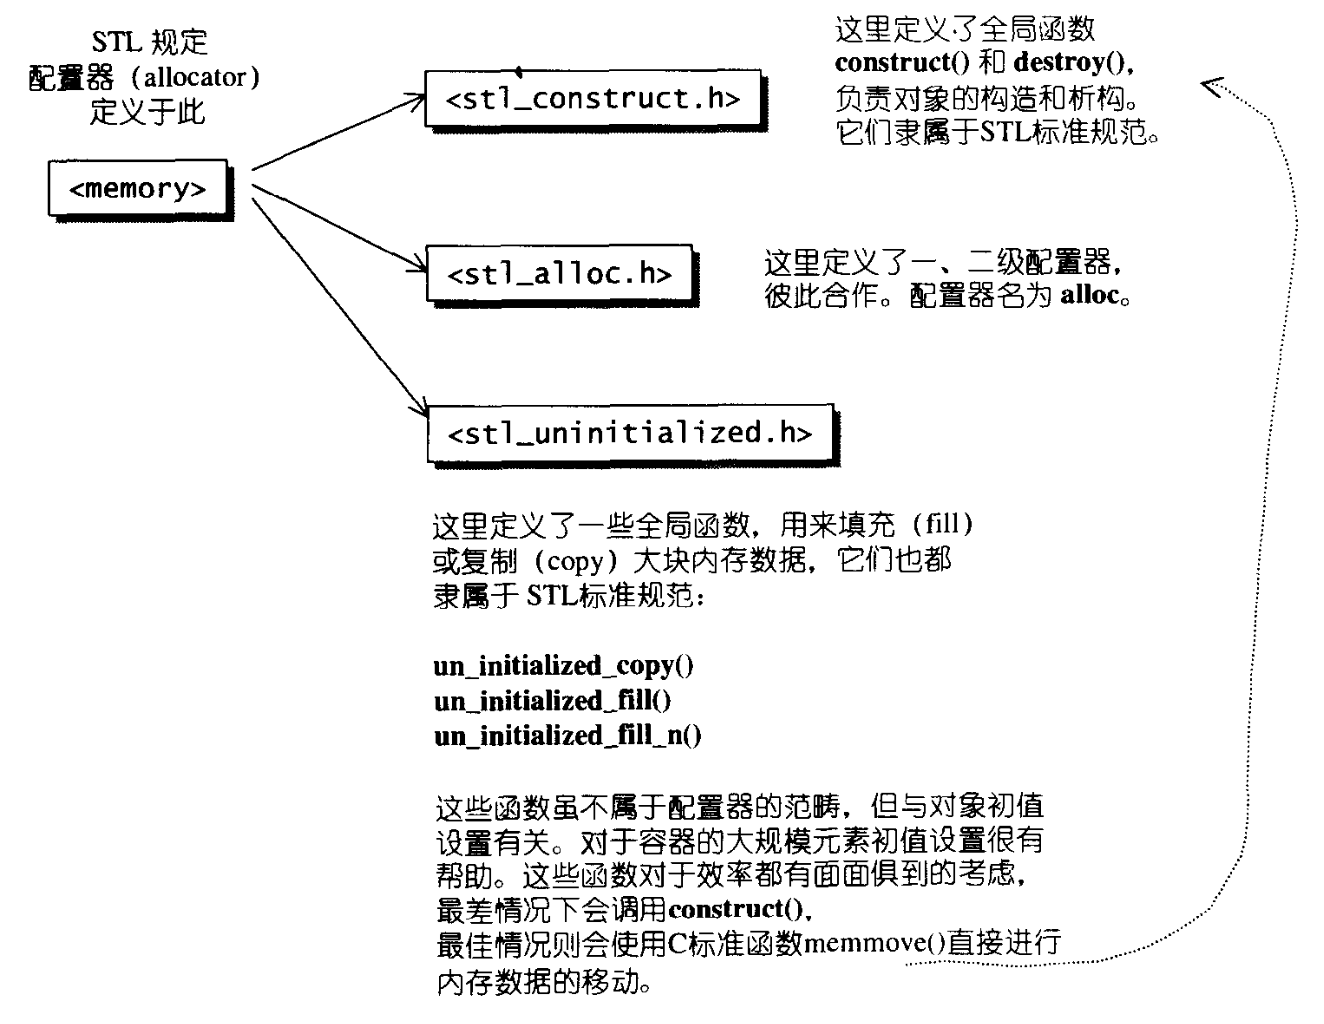 STL 规定
配置器（allocator）
定义于此
<memory>
<stl_construct.h>
这里定义了全局函数
construct() 和 destroy()，
负责对象的构造和析构。
它们隶属于STL标准规范。
<stl_alloc.h>
这里定义了一、二级配置器，
彼此合作。配置器名为 alloc。
<stl_uninitialized.h>
这里定义了一些全局函数，用来填充（fill）
或复制（copy）大块内存数据，它们也都
隶属于 STL标准规范：
un_initialized_copy()
un_initialized_fill()
un_initialized_fill_n()
这些函数虽不属于配置器的范畴，但与对象初值
设置有关。对于容器的大规模元素初值设置很有
帮助。这些函数对于效率都有面面俱到的考虑，
最差情况下会调用construct()，
最佳情况则会使用C标准函数memmove()直接进行
内存数据的移动。